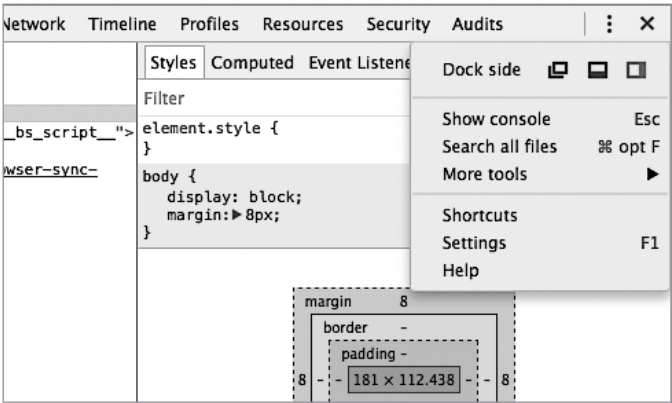 Network Timeline Profiles Resources Security Audits
Styles Computed Event Listene
Dock side
Filter
Show console Esc
Search all files ⌘ opt F
More tools ▶
Shortcuts
Settings F1
Help
__bs_script__">
wser-sync-
element.style {
}
body {
display: block;
margin:▶8px;
}
margin 8
border -
padding -
8 - - 181 × 112.438 - - 8